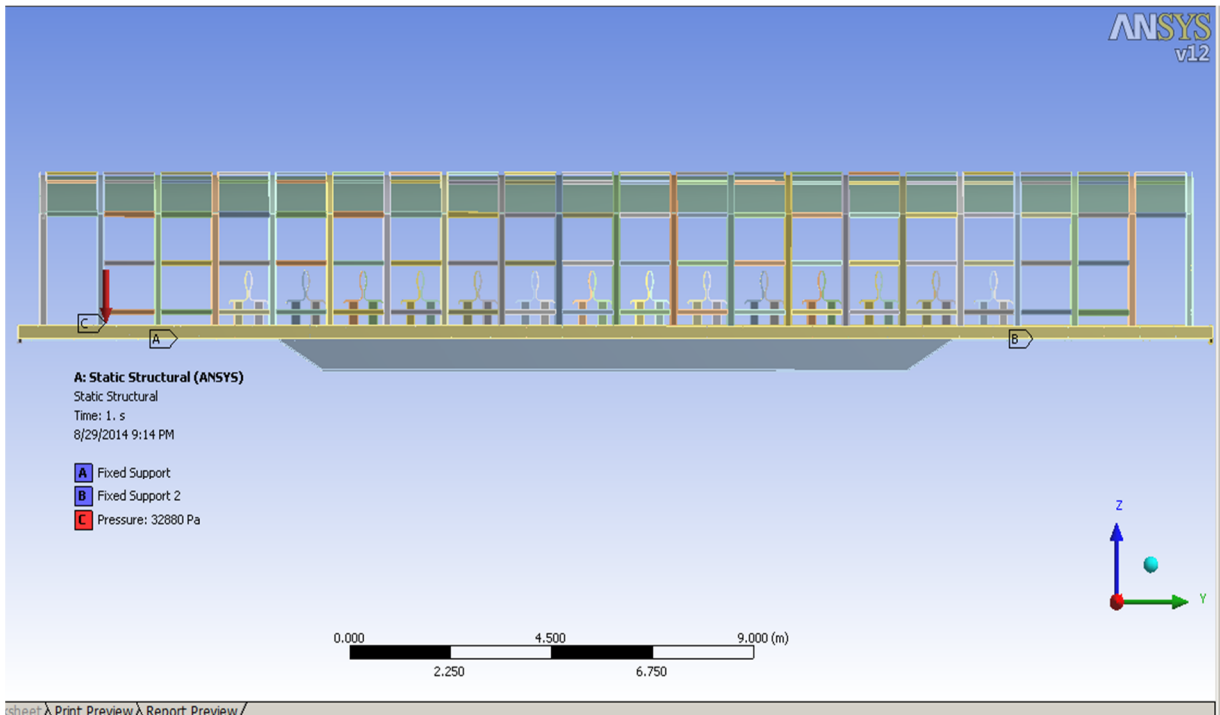 ANSYS
v12
C
A
B
A: Static Structural (ANSYS)
Static Structural
Time: 1. s
8/29/2014 9:14 PM
A Fixed Support
B Fixed Support 2
C Pressure: 32880 Pa
Z
Y
0.000 4.500 9.000 (m)
2.250 6.750
Print Preview Report Preview